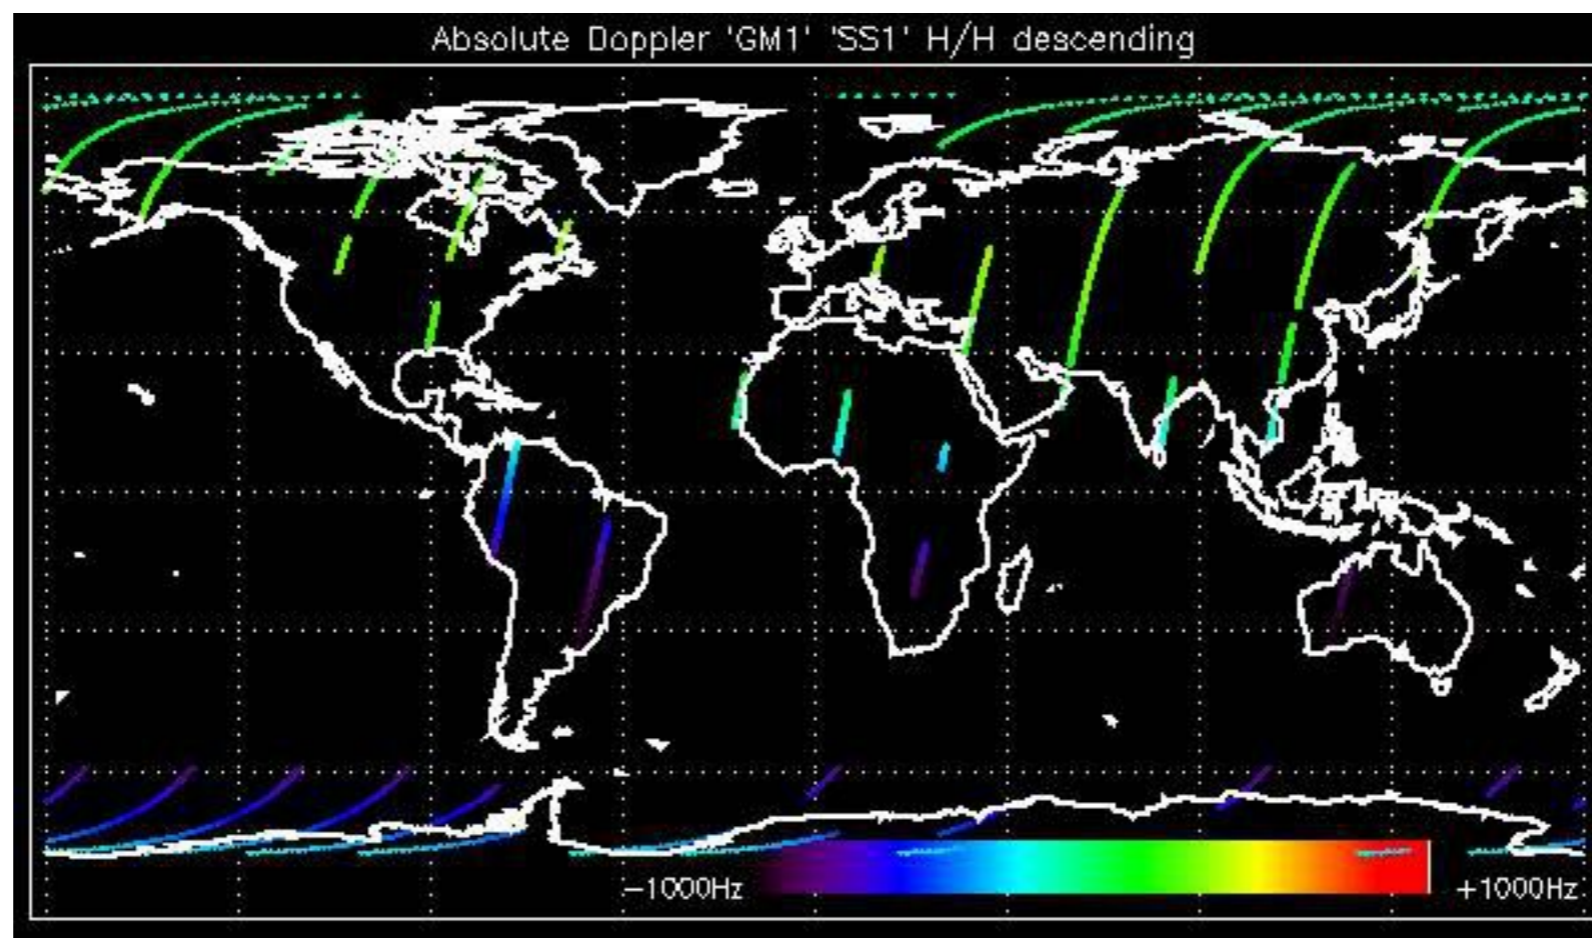 Absolute Doppler 'GM1' 'SS1' H/H descending
-1000Hz
+1000Hz